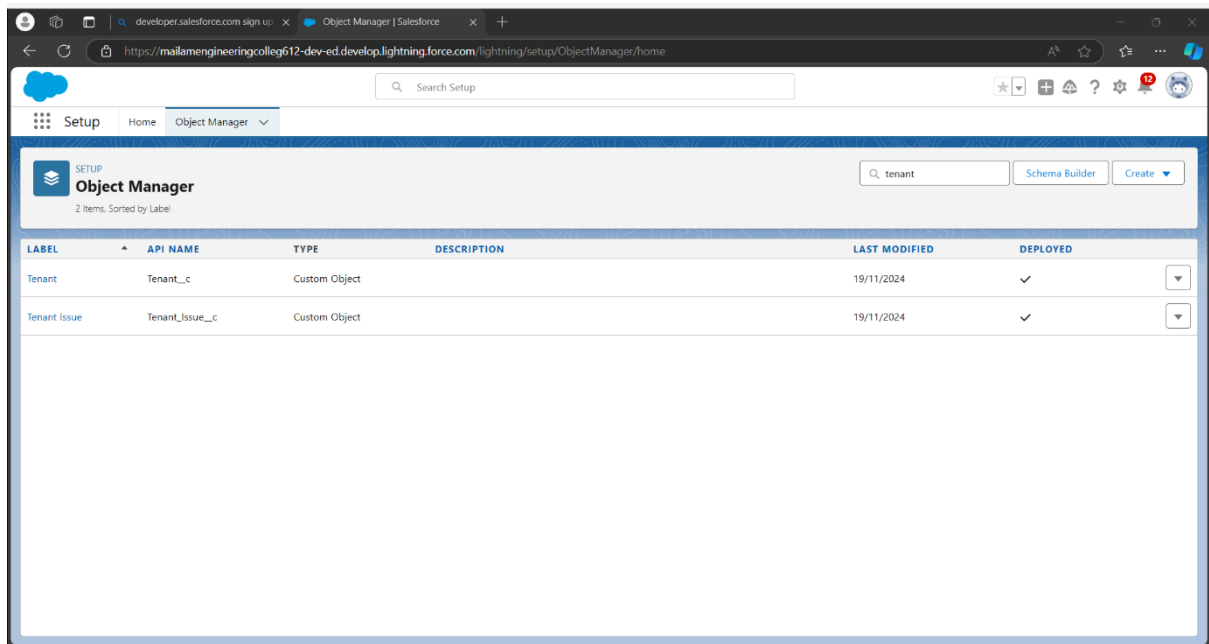 developer.salesforce.com sign up
Object Manager | Salesforce
https://mailamengineeringcolleg612-dev-ed.develop.lightning.force.com/lightning/setup/ObjectManager/home
Search Setup
12
Setup Home Object Manager
SETUP
Object Manager
2 Items, Sorted by Label
tenant
Schema Builder
Create
LABEL API NAME TYPE DESCRIPTION LAST MODIFIED DEPLOYED
Tenant Tenant__c Custom Object 19/11/2024
Tenant Issue Tenant_Issue__c Custom Object 19/11/2024